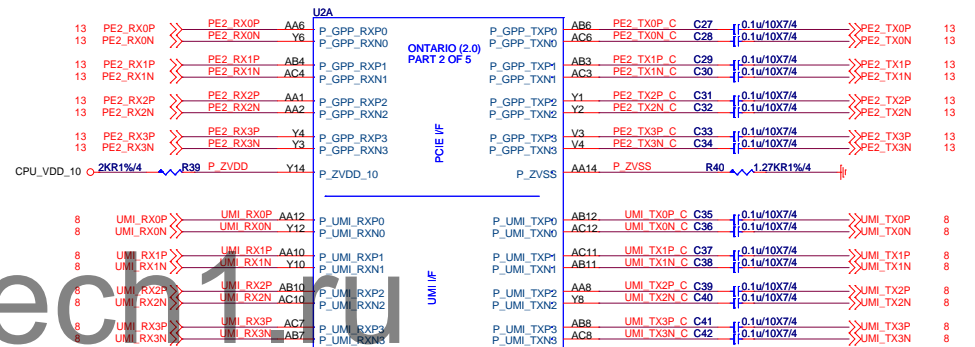 U2A
ONTARIO (2.0)
PART 2 OF 5
13 PE2_RX0P PE2_RX0P AA6 P_GPP_RXP0 P_GPP_TXP0 AB6 PE2_TX0P_C C27 0.1u/10X7/4 PE2_TX0P 13
13 PE2_RX0N PE2_RX0N Y6 P_GPP_RXN0 P_GPP_TXN0 AC6 PE2_TX0N_C C28 0.1u/10X7/4 PE2_TX0N 13
13 PE2_RX1P PE2_RX1P AB4 P_GPP_RXP1 P_GPP_TXP1 AB3 PE2_TX1P_C C29 0.1u/10X7/4 PE2_TX1P 13
13 PE2_RX1N PE2_RX1N AC4 P_GPP_RXN1 P_GPP_TXN1 AC3 PE2_TX1N_C C30 0.1u/10X7/4 PE2_TX1N 13
13 PE2_RX2P PE2_RX2P AA1 P_GPP_RXP2 P_GPP_TXP2 Y1 PE2_TX2P_C C31 0.1u/10X7/4 PE2_TX2P 13
13 PE2_RX2N PE2_RX2N AA2 P_GPP_RXN2 P_GPP_TXN2 Y2 PE2_TX2N_C C32 0.1u/10X7/4 PE2_TX2N 13
13 PE2_RX3P PE2_RX3P Y4 P_GPP_RXP3 P_GPP_TXP3 V3 PE2_TX3P_C C33 0.1u/10X7/4 PE2_TX3P 13
13 PE2_RX3N PE2_RX3N Y3 P_GPP_RXN3 P_GPP_TXN3 V4 PE2_TX3N_C C34 0.1u/10X7/4 PE2_TX3N 13
PCIE I/F
CPU_VDD_10 2KR1%/4 R39 P_ZVDD Y14 P_ZVDD_10 P_ZVSS AA14 P_ZVSS R40 1.27KR1%/4
8 UMI_RX0P UMI_RX0P AA12 P_UMI_RXP0 P_UMI_TXP0 AB12 UMI_TX0P_C C35 0.1u/10X7/4 UMI_TX0P 8
8 UMI_RX0N UMI_RX0N Y12 P_UMI_RXN0 P_UMI_TXN0 AC12 UMI_TX0N_C C36 0.1u/10X7/4 UMI_TX0N 8
8 UMI_RX1P UMI_RX1P AA10 P_UMI_RXP1 P_UMI_TXP1 AC11 UMI_TX1P_C C37 0.1u/10X7/4 UMI_TX1P 8
8 UMI_RX1N UMI_RX1N Y10 P_UMI_RXN1 P_UMI_TXN1 AB11 UMI_TX1N_C C38 0.1u/10X7/4 UMI_TX1N 8
UMI I/F
8 UMI_RX2P UMI_RX2P AB10 P_UMI_RXP2 P_UMI_TXP2 AA8 UMI_TX2P_C C39 0.1u/10X7/4 UMI_TX2P 8
8 UMI_RX2N UMI_RX2N AC10 P_UMI_RXN2 P_UMI_TXN2 Y8 UMI_TX2N_C C40 0.1u/10X7/4 UMI_TX2N 8
8 UMI_RX3P UMI_RX3P AC7 P_UMI_RXP3 P_UMI_TXP3 AB8 UMI_TX3P_C C41 0.1u/10X7/4 UMI_TX3P 8
8 UMI_RX3N UMI_RX3N AB7 P_UMI_RXN3 P_UMI_TXN3 AC8 UMI_TX3N_C C42 0.1u/10X7/4 UMI_TX3N 8
ech1.ru